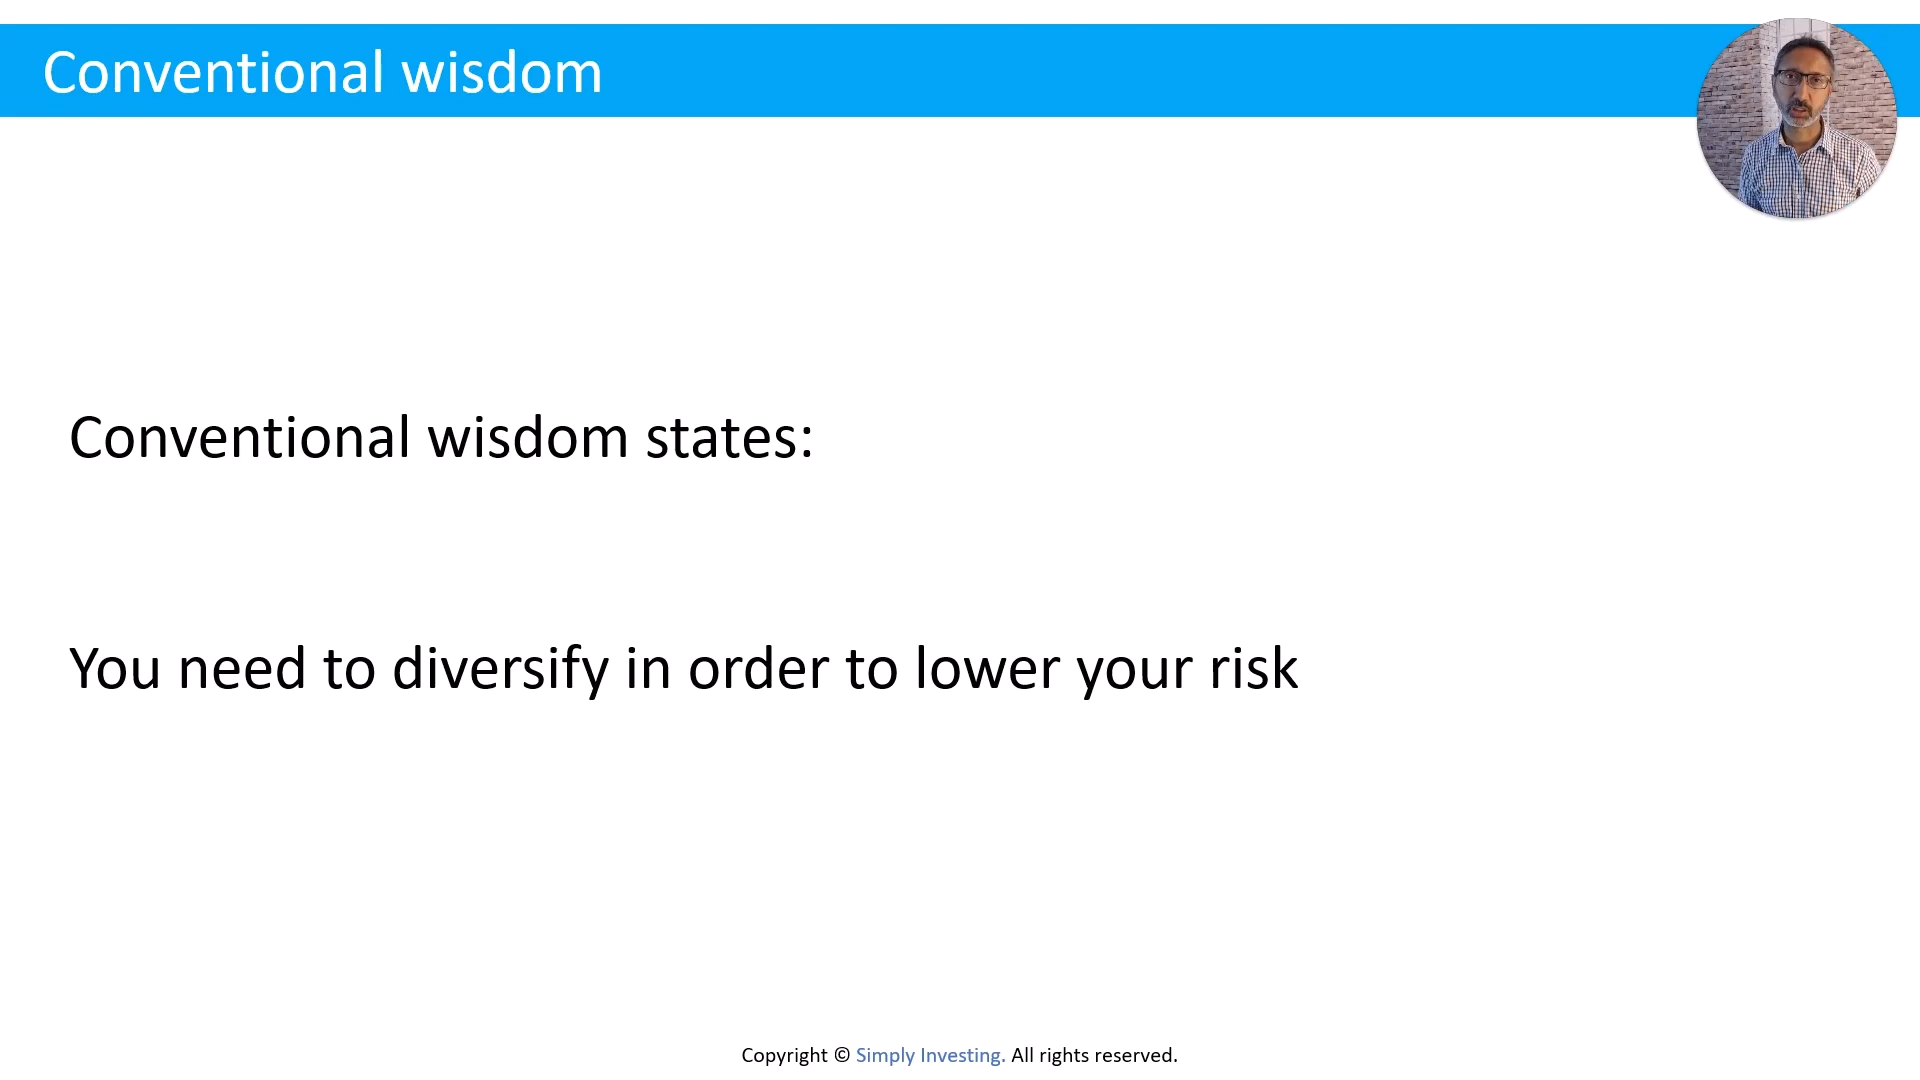 Conventional wisdom
Conventional wisdom states:
You need to diversify in order to lower your risk
Copyright © Simply Investing. All rights reserved.